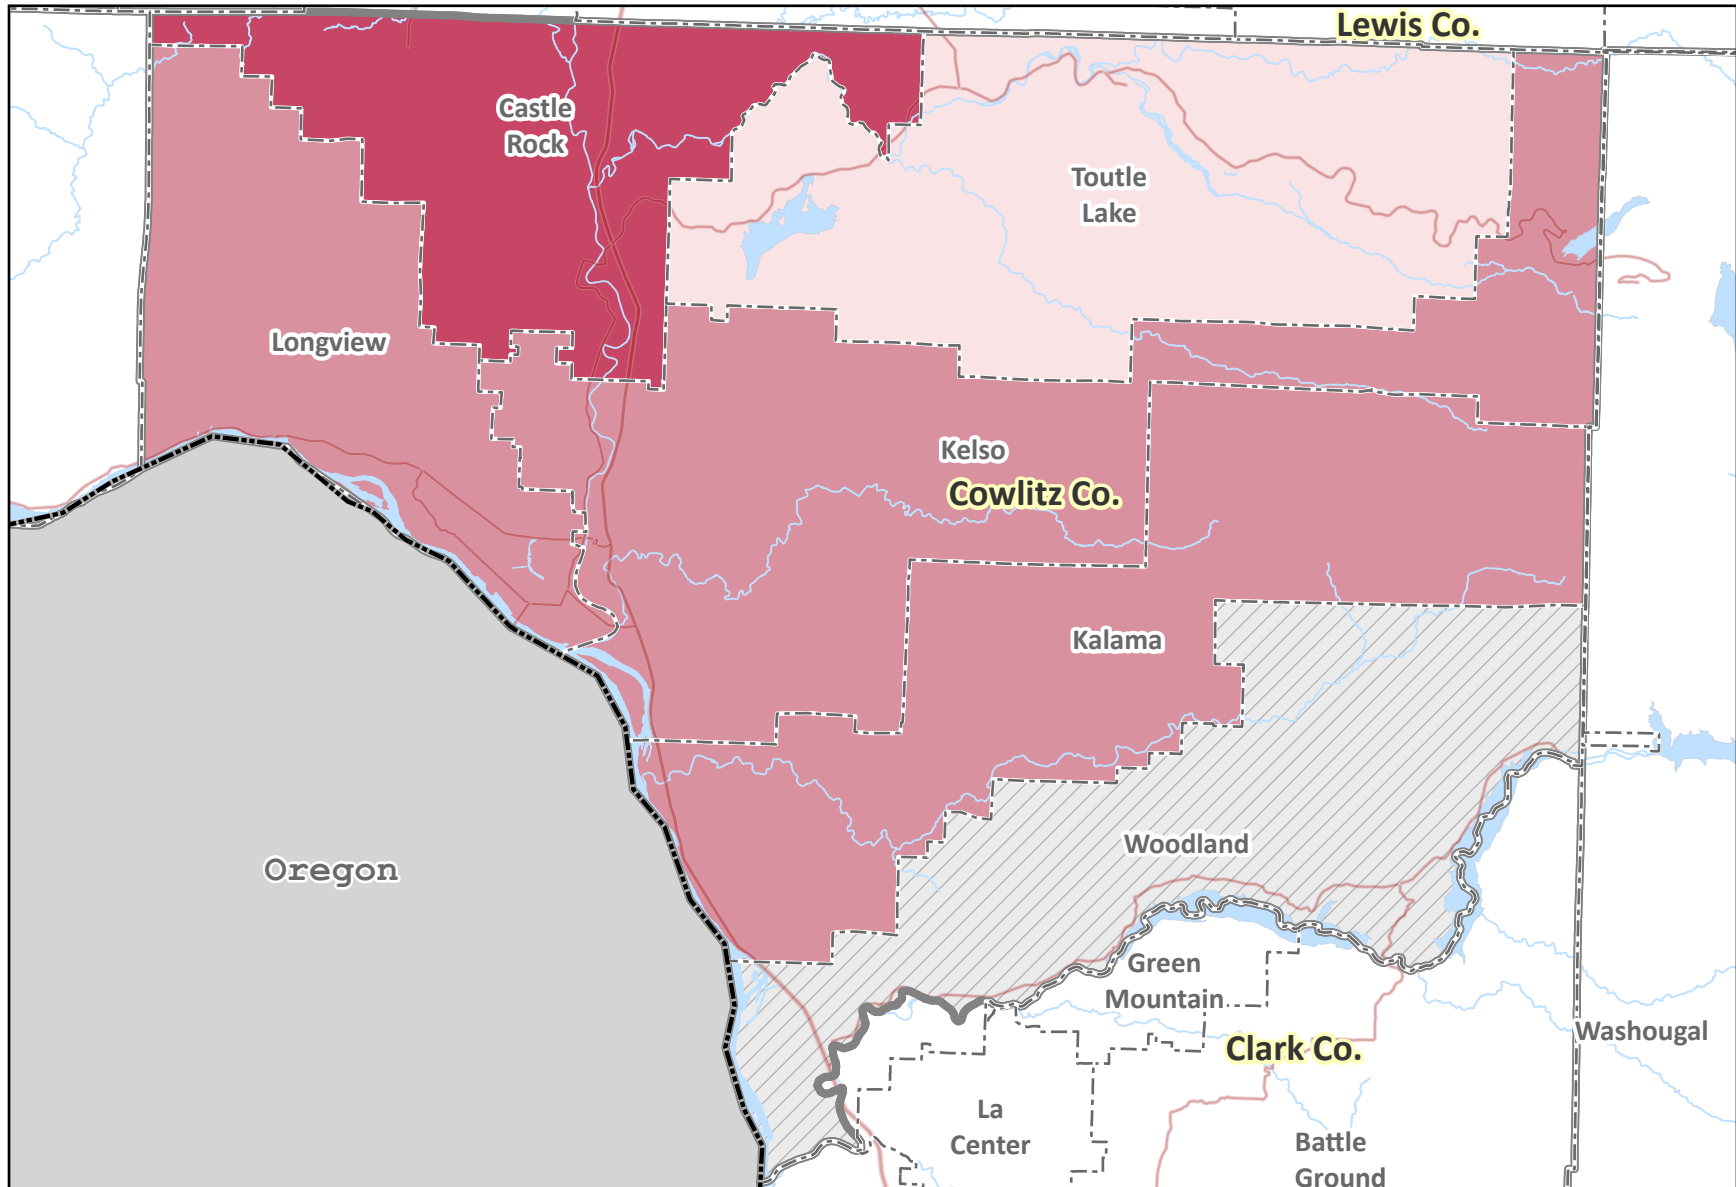 Lewis Co.
Castle
Rock
Toutle
Lake
Longview
Kelso
Cowlitz Co.
Kalama
Woodland
Oregon
Green
Mountain
Washougal
Clark Co.
La
Center
Battle
Ground